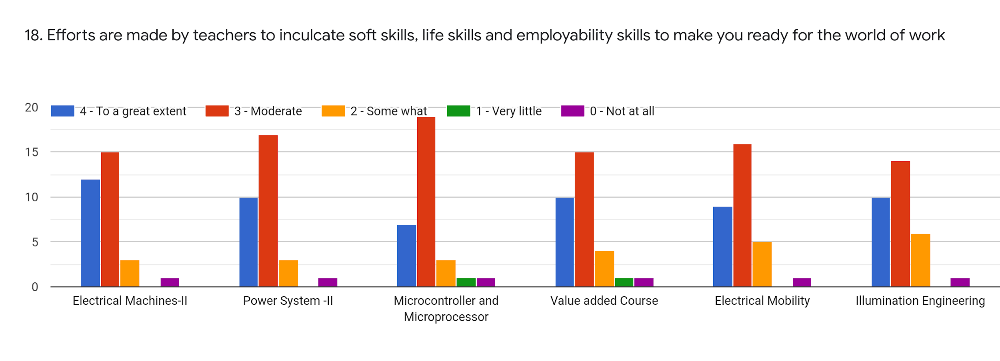 18. Efforts are made by teachers to inculcate soft skills, life skills and employability skills to make you ready for the world of work
20
4 - To a great extent
3 - Moderate
2 - Some what
1 - Very little
0 - Not at all
15
10
5
0
Electrical Machines-II
Power System -II
Microcontroller and
Microprocessor
Value added Course
Electrical Mobility
Illumination Engineering